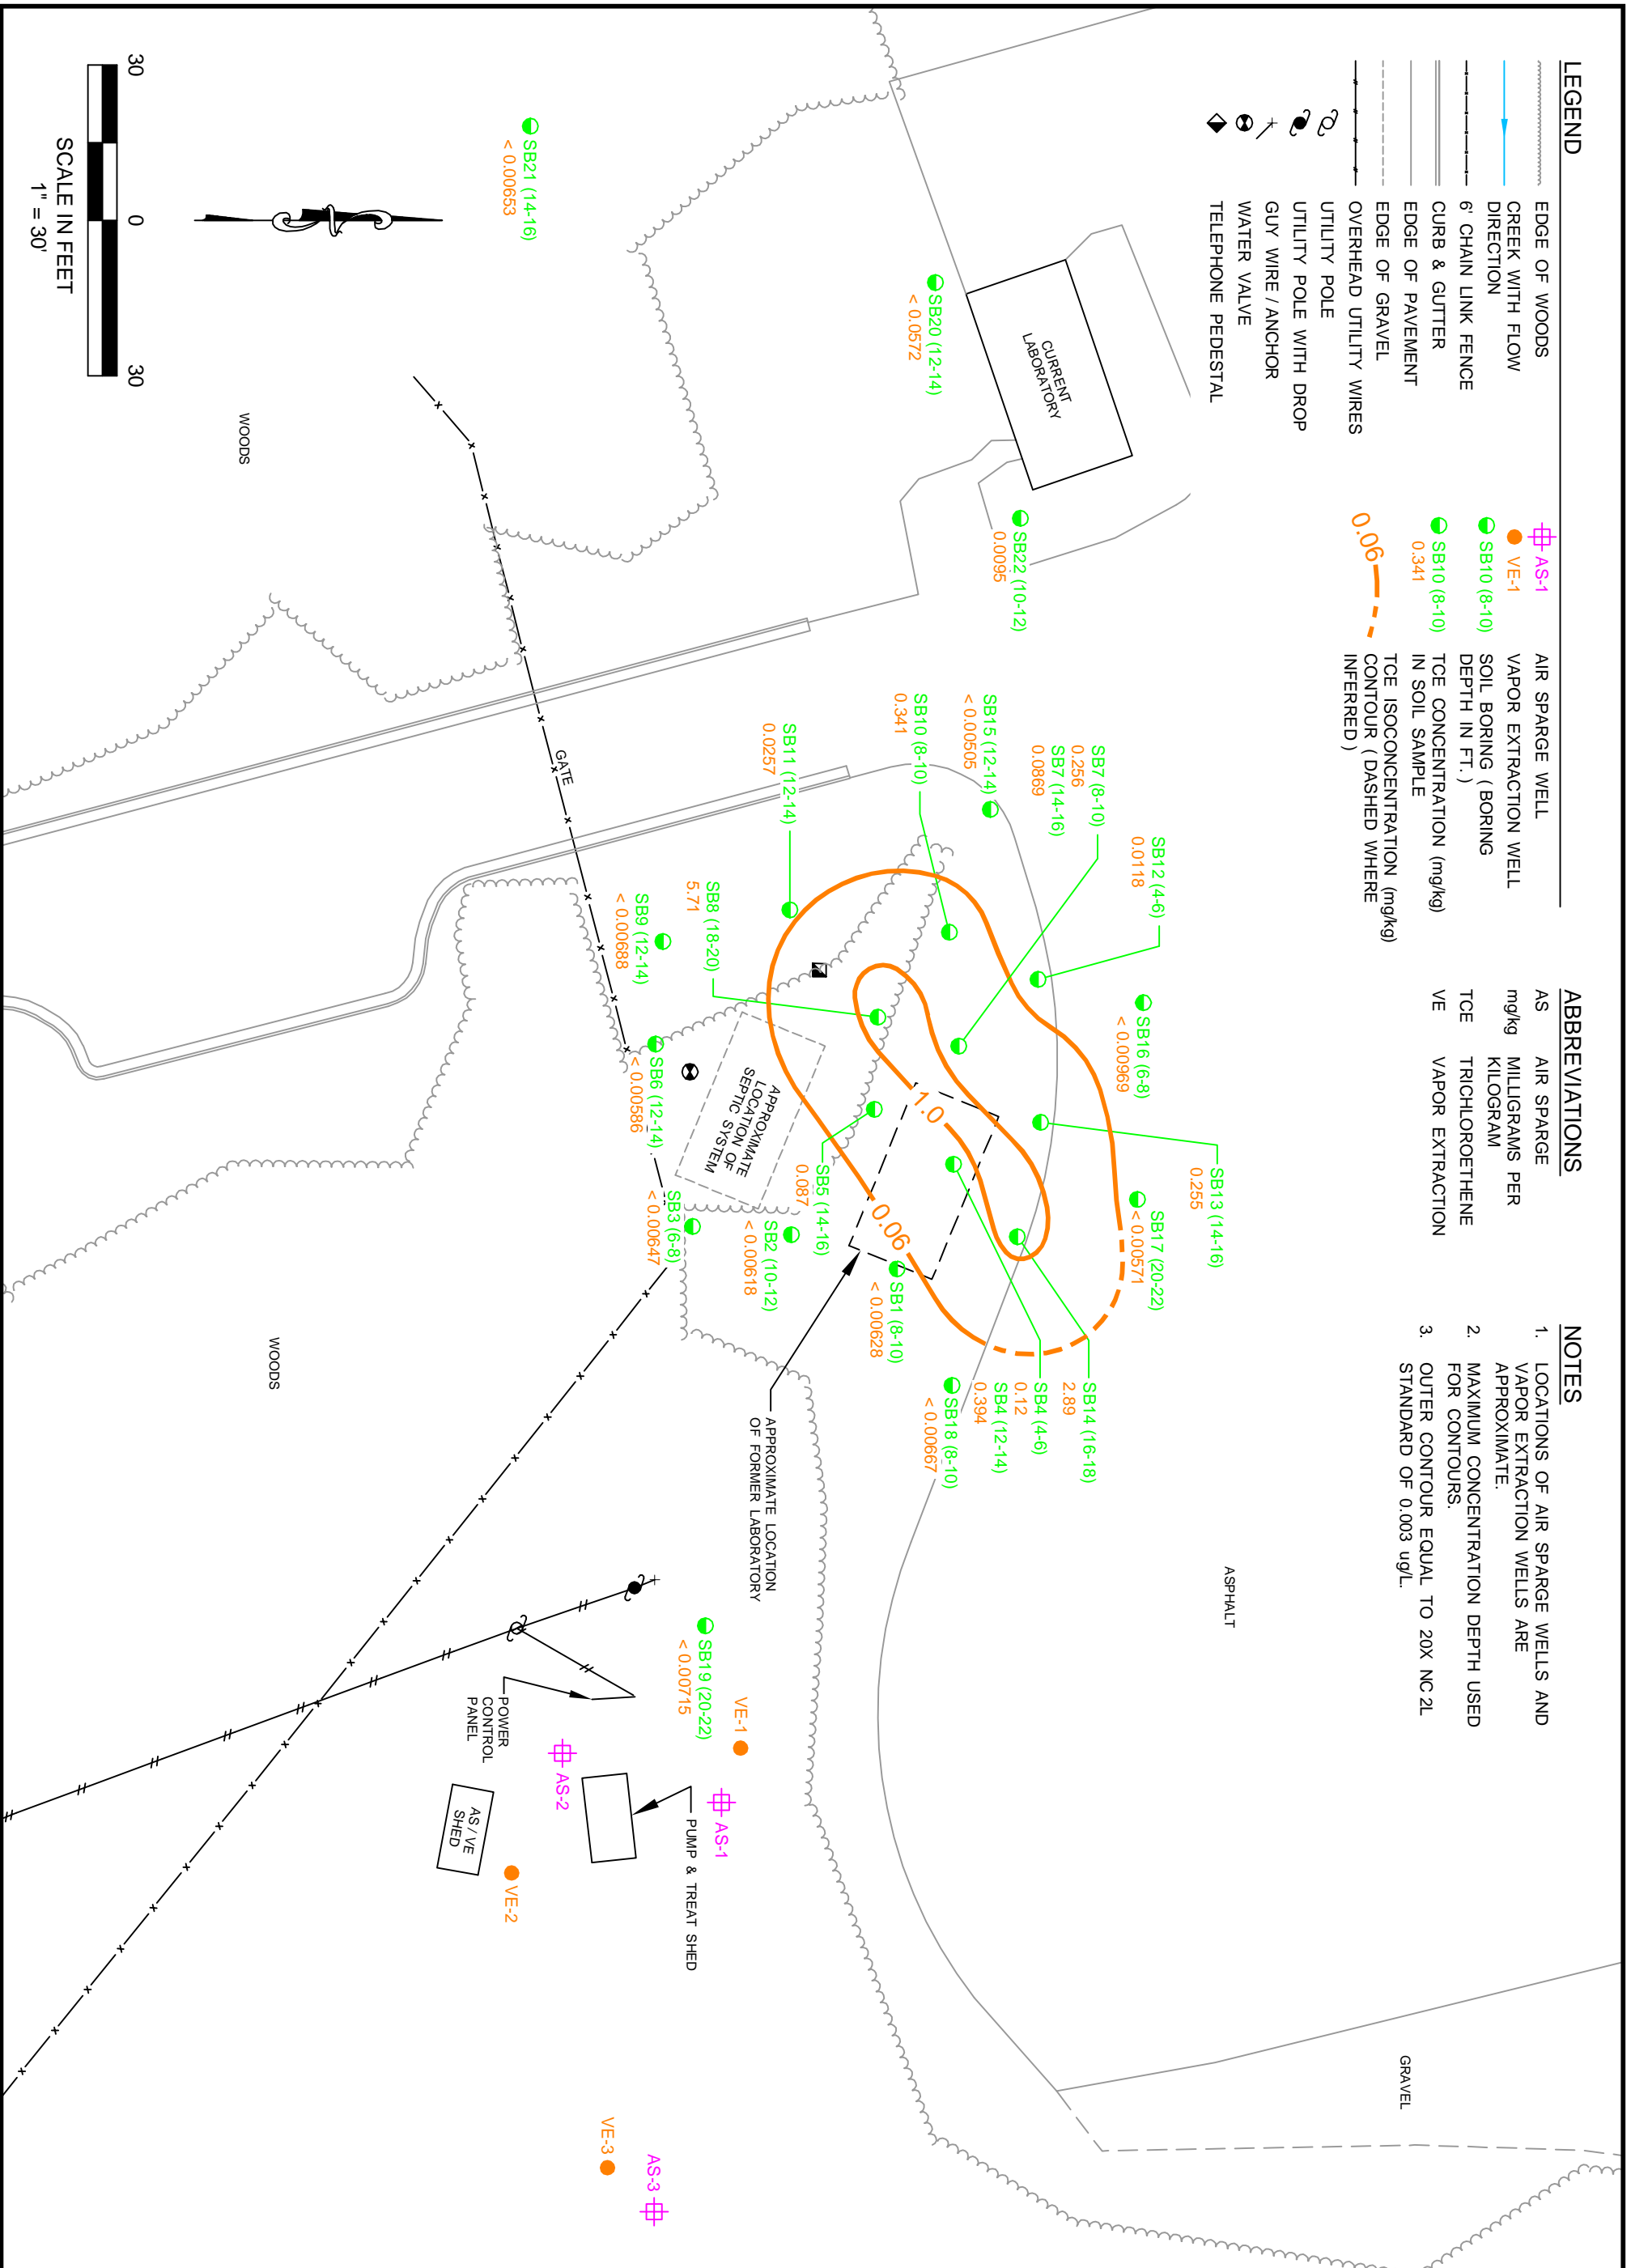 LEGEND
EDGE OF WOODS
CREEK WITH FLOW
DIRECTION
6' CHAIN LINK FENCE
CURB & GUTTER
EDGE OF PAVEMENT
EDGE OF GRAVEL
OVERHEAD UTILITY WIRES
UTILITY POLE
UTILITY POLE WITH DROP
GUY WIRE / ANCHOR
WATER VALVE
TELEPHONE PEDESTAL
AS-1
AIR SPARGE WELL
VE-1
VAPOR EXTRACTION WELL
SB10 (8-10)
SOIL BORING ( BORING
DEPTH IN FT. )
SB10 (8-10)
0.341
TCE CONCENTRATION (mg/kg)
IN SOIL SAMPLE
0.06
TCE ISOCONCENTRATION (mg/kg)
CONTOUR ( DASHED WHERE
INFERRED )
ABBREVIATIONS
AS AIR SPARGE
mg/kg MILLIGRAMS PER
KILOGRAM
TCE TRICHLOROETHENE
VE VAPOR EXTRACTION
NOTES
1. LOCATIONS OF AIR SPARGE WELLS AND
VAPOR EXTRACTION WELLS ARE
APPROXIMATE.
2. MAXIMUM CONCENTRATION DEPTH USED
FOR CONTOURS.
3. OUTER CONTOUR EQUAL TO 20X NC 2L
STANDARD OF 0.003 ug/L.
GRAVEL
ASPHALT
CURRENT
LABORATORY
SB20 (12-14)
< 0.0572
SB22 (10-12)
0.0095
SB21 (14-16)
< 0.00653
SB12 (4-6)
0.0118
SB16 (6-8)
< 0.00969
SB13 (14-16)
0.255
SB17 (20-22)
< 0.00571
SB7 (8-10)
0.256
SB7 (14-16)
0.0869
SB15 (12-14)
< 0.00505
SB10 (8-10)
0.341
SB11 (12-14)
0.0257
SB8 (18-20)
5.71
SB9 (12-14)
< 0.00688
SB6 (12-14)
< 0.00586
1.0
0.06
SB14 (16-18)
2.89
SB4 (4-6)
0.12
SB4 (12-14)
0.394
SB18 (8-10)
< 0.00667
SB1 (8-10)
< 0.00628
SB5 (14-16)
0.087
SB2 (10-12)
< 0.00618
SB3 (6-8)
< 0.00647
APPROXIMATE
LOCATION OF
SEPTIC SYSTEM
APPROXIMATE LOCATION
OF FORMER LABORATORY
GATE
SB19 (20-22)
< 0.00715
VE-1
AS-1
PUMP & TREAT SHED
AS-2
POWER
CONTROL
PANEL
AS / VE
SHED
VE-2
AS-3
VE-3
WOODS
WOODS
30 0 30
SCALE IN FEET
1" = 30'